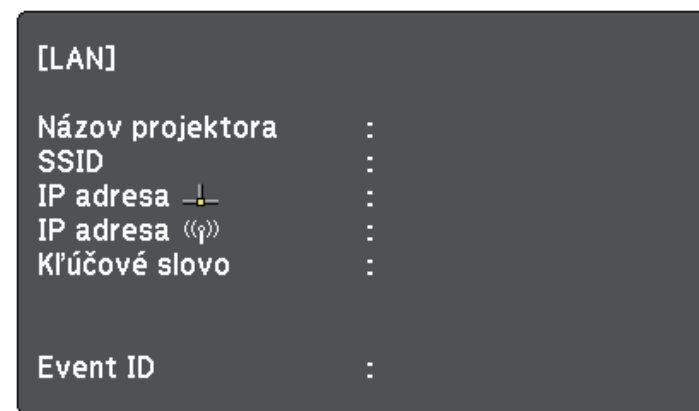 [LAN]
Názov projektora :
SSID :
IP adresa :
IP adresa :
Kľúčové slovo :
Event ID :